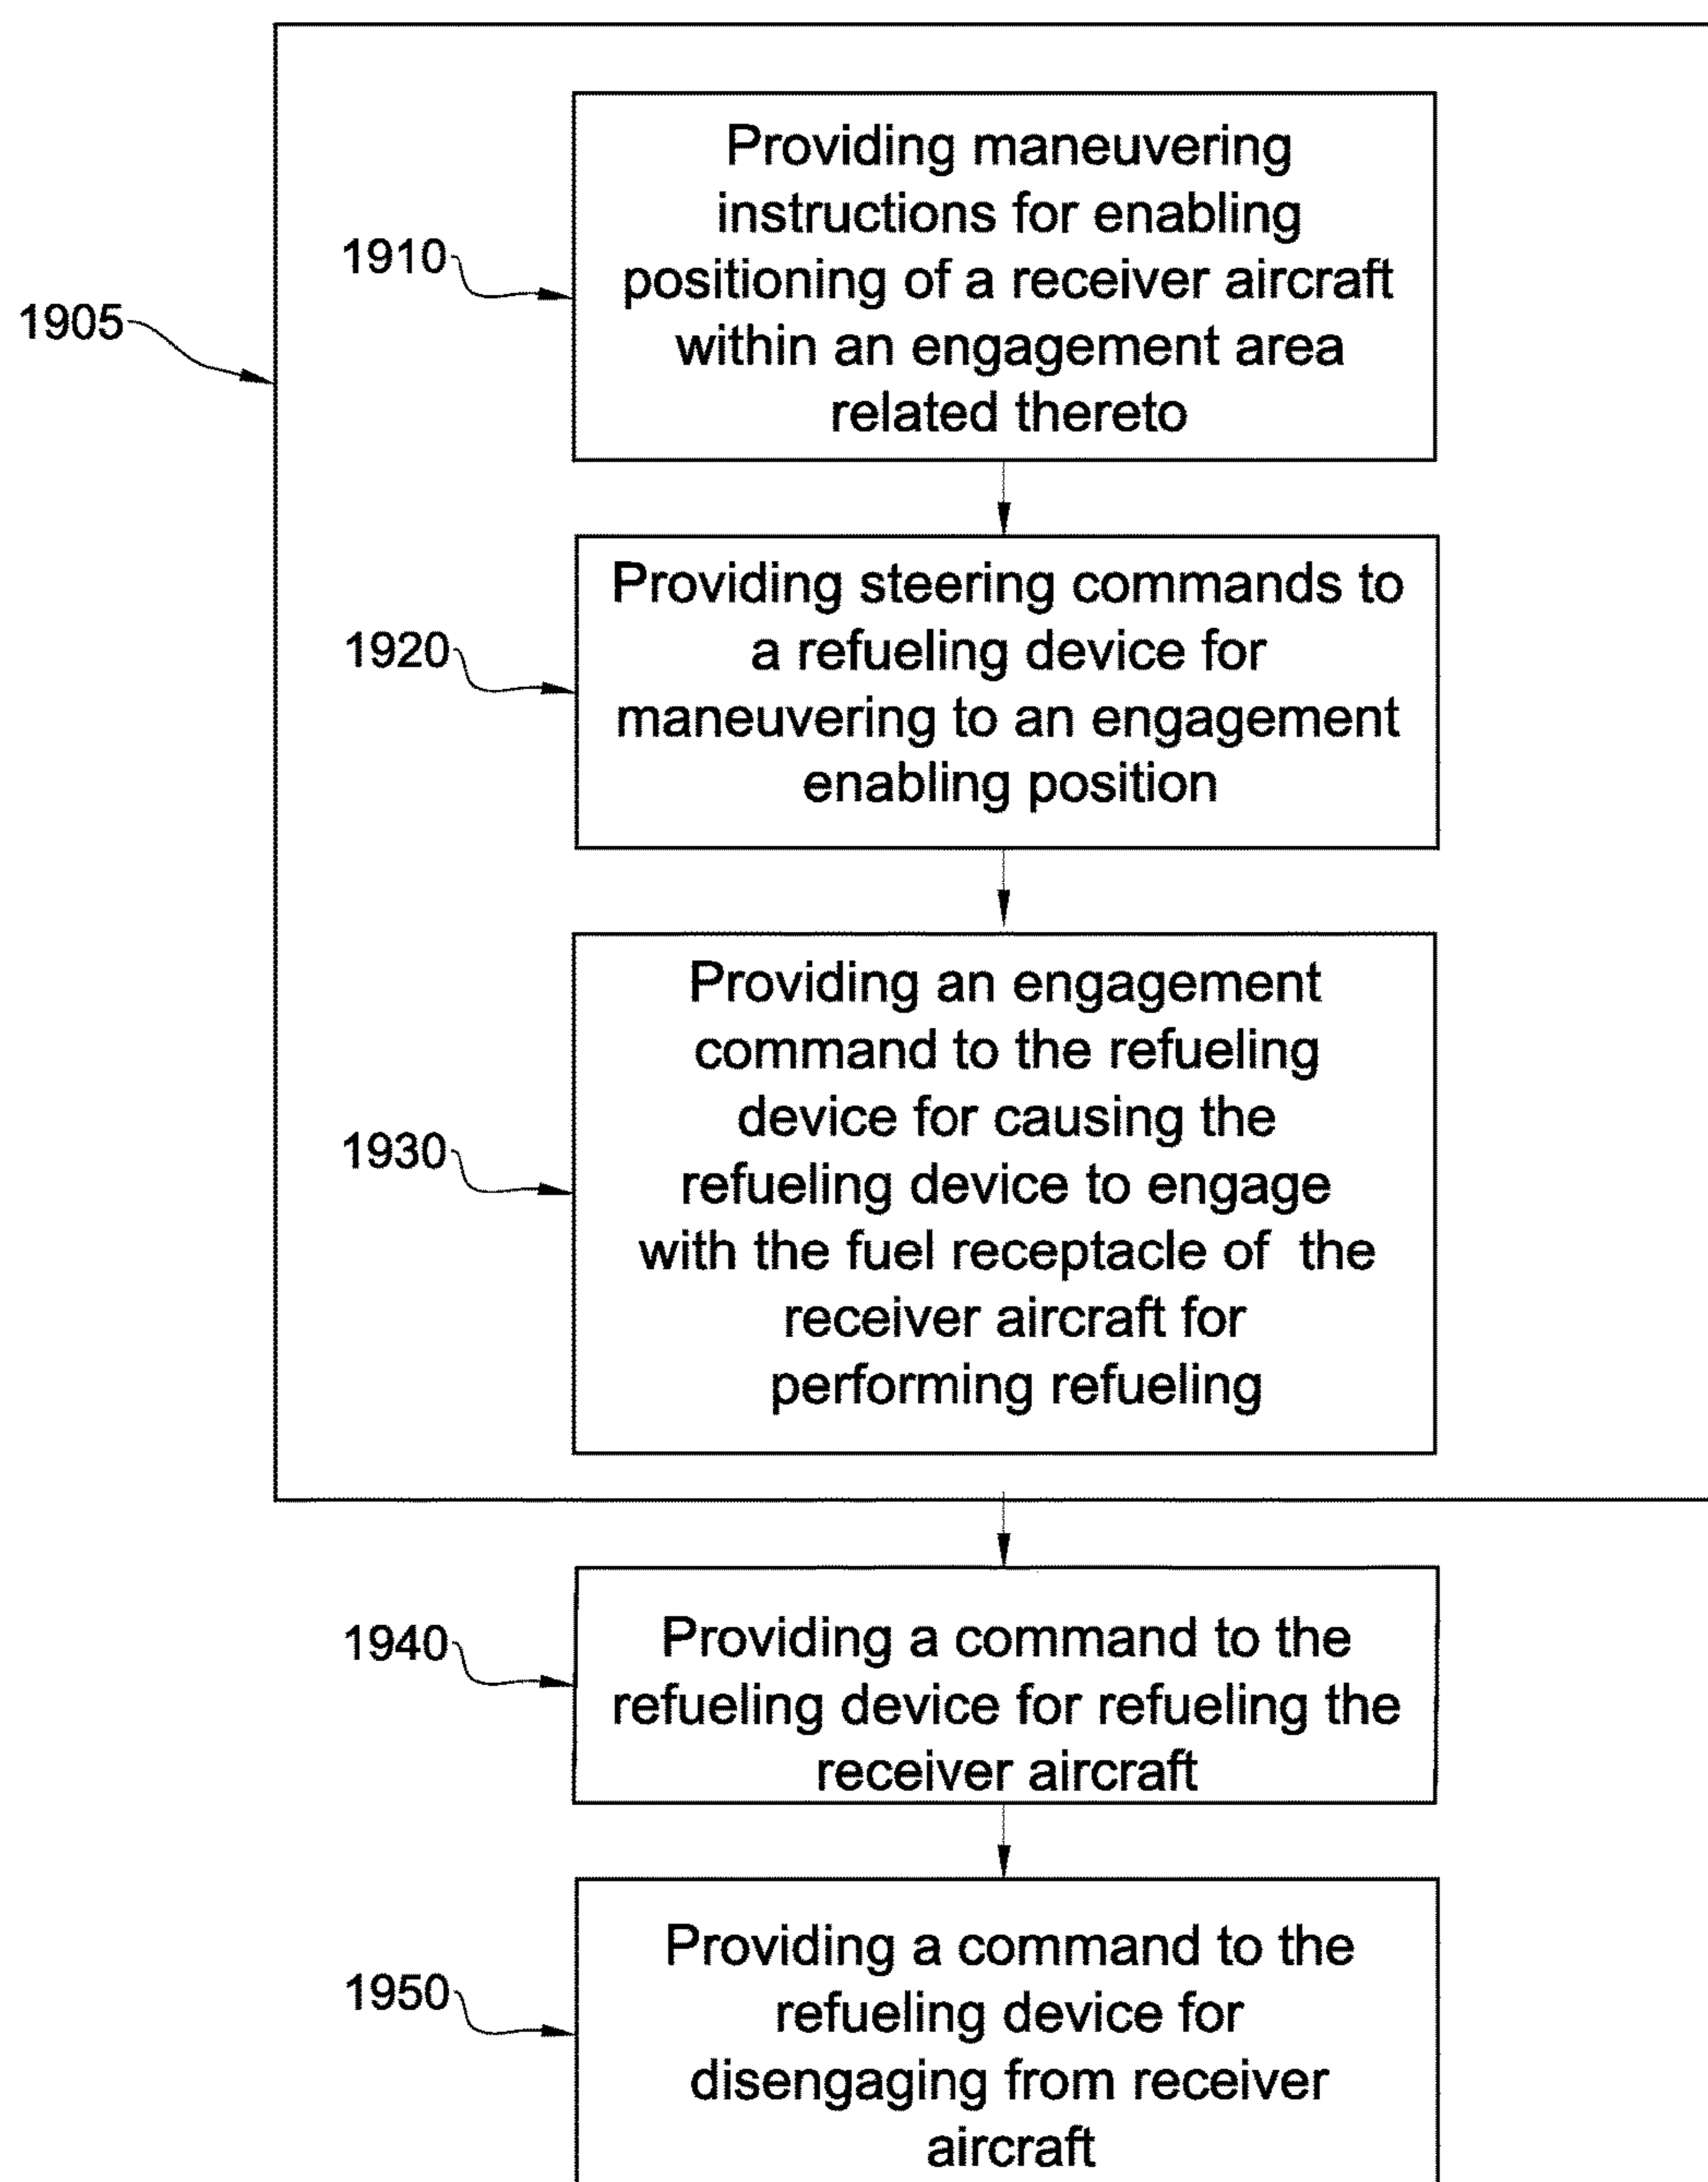 Providing maneuvering
instructions for enabling
1910
positioning of a receiver aircraft
1905
within an engagement area
related thereto
Providing steering commands to
1920
a refueling device for
maneuvering to an engagement
enabling position
Providing an engagement
command to the refueling
device for causing the
1930
refueling device to engage
with the fuel receptacle of the
receiver aircraft for
performing refueling
1940
Providing a command to the
refueling device for refueling the
receiver aircraft
Providing a command to the
1950
refueling device for
disengaging from receiver
aircraft